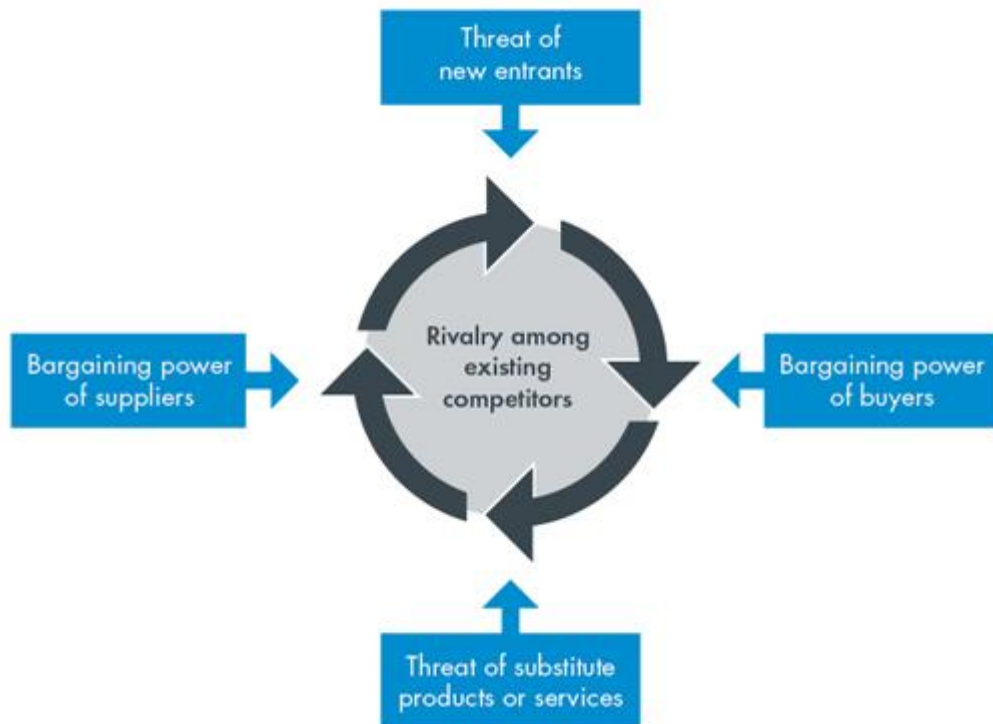 Threat of
new entrants
Bargaining power
of suppliers
Rivalry among
existing
competitors
Bargaining power
of buyers
Threat of substitute
products or services